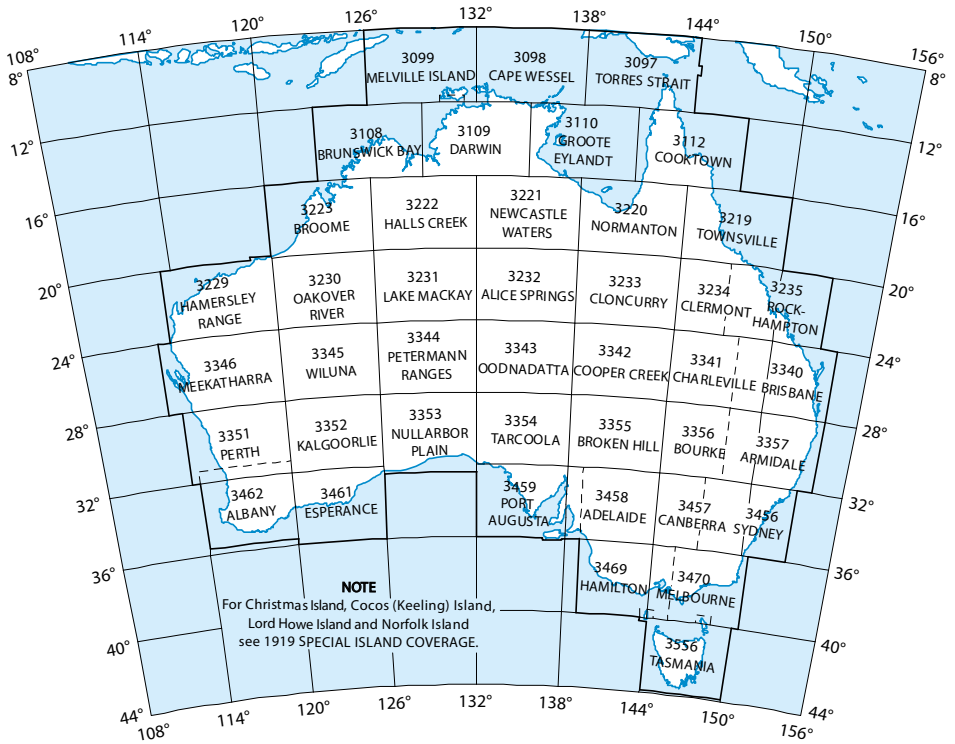 108° 114° 120° 126° 132° 138° 144° 150° 156°
8° 8°
3099
MELVILLE ISLAND
3098
CAPE WESSEL
3097
TORRES STRAIT
12° 12°
3108
BRUNSWICK BAY
3109
DARWIN
3110
GROOTE
EYLANDT
3112
COOKTOWN
16° 16°
3223
BROOME
3222
HALLS CREEK
3221
NEWCASTLE
WATERS
3220
NORMANTON
3219
TOWNSVILLE
20° 20°
3229
HAMERSLEY
RANGE
3230
OAKOVER
RIVER
3231
LAKE MACKAY
3232
ALICE SPRINGS
3233
CLONCURRY
3234
CLERMONT
3235
ROCK-
HAMPTON
24° 24°
3346
MEEKATHARRA
3345
WILUNA
3344
PETERMANN
RANGES
3343
OODNADATTA
3342
COOPER CREEK
3341
CHARLEVILLE
3340
BRISBANE
28° 28°
3351
PERTH
3352
KALGOORLIE
3353
NULLARBOR
PLAIN
3354
TARCOOLA
3355
BROKEN HILL
3356
BOURKE
3357
ARMIDALE
32° 32°
3462
ALBANY
3461
ESPERANCE
3459
PORT
AUGUSTA
3458
ADELAIDE
3457
CANBERRA
3456
SYDNEY
36° 36°
3469
HAMILTON
3470
MELBOURNE
NOTE
For Christmas Island, Cocos (Keeling) Island,
Lord Howe Island and Norfolk Island
see 1919 SPECIAL ISLAND COVERAGE.
40° 40°
3556
TASMANIA
44° 44°
108° 114° 120° 126° 132° 138° 144° 150° 156°